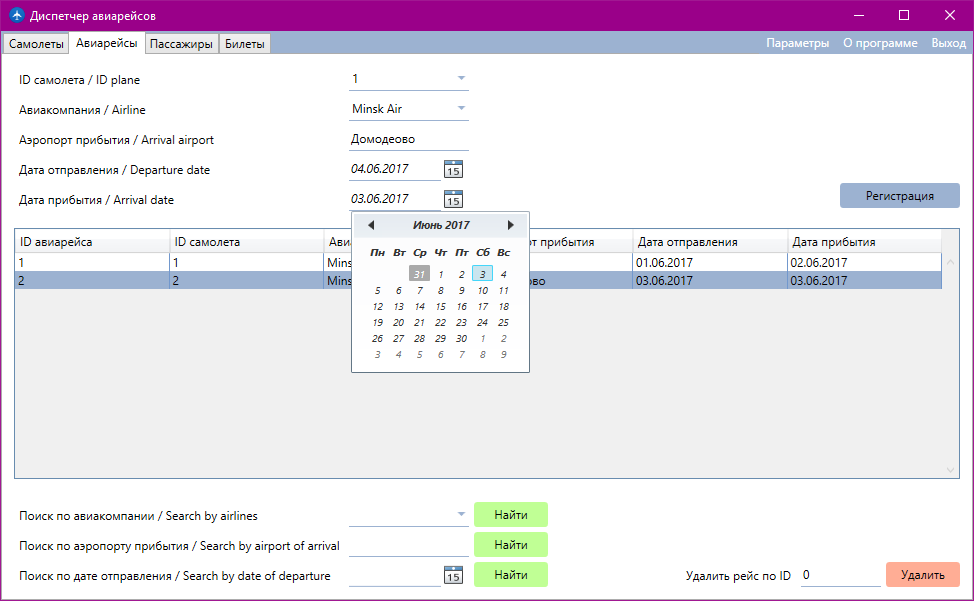 Диспетчер авиарейсов
Самолеты Авиарейсы Пассажиры Билеты Параметры О программе Выход
ID самолета / ID plane 1
Авиакомпания / Airline Minsk Air
Аэропорт прибытия / Arrival airport Домодеово
Дата отправления / Departure date 04.06.2017 15
Дата прибытия / Arrival date 03.06.2017 15
Регистрация
ID авиарейса ID самолета Ави т прибытия Дата отправления Дата прибытия
1 1 Mins 01.06.2017 02.06.2017
2 2 Mins ово 03.06.2017 03.06.2017
Июнь 2017
Пн Вт Ср Чт Пт Сб Вс
31 1 2 3 4
5 6 7 8 9 10 11
12 13 14 15 16 17 18
19 20 21 22 23 24 25
26 27 28 29 30 1 2
3 4 5 6 7 8 9
Поиск по авиакомпании / Search by airlines Найти
Поиск по аэропорту прибытия / Search by airport of arrival Найти
Поиск по дате отправления / Search by date of departure 15 Найти Удалить рейс по ID 0 Удалить